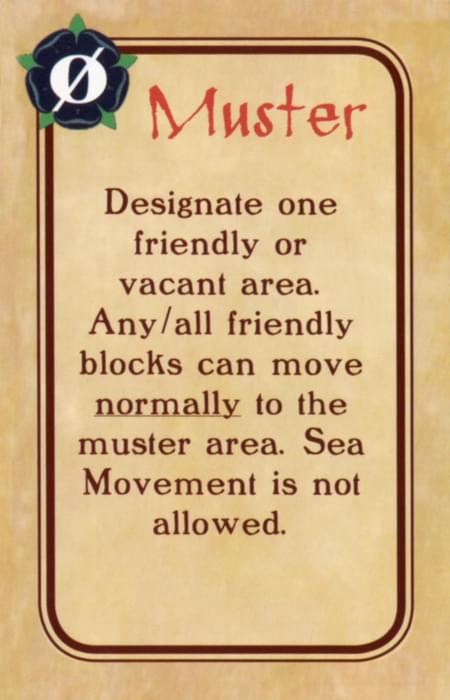 Ø
Muster
Designate one
friendly or
vacant area.
Any/all friendly
blocks can move
normally to the
muster area. Sea
Movement is not
allowed.